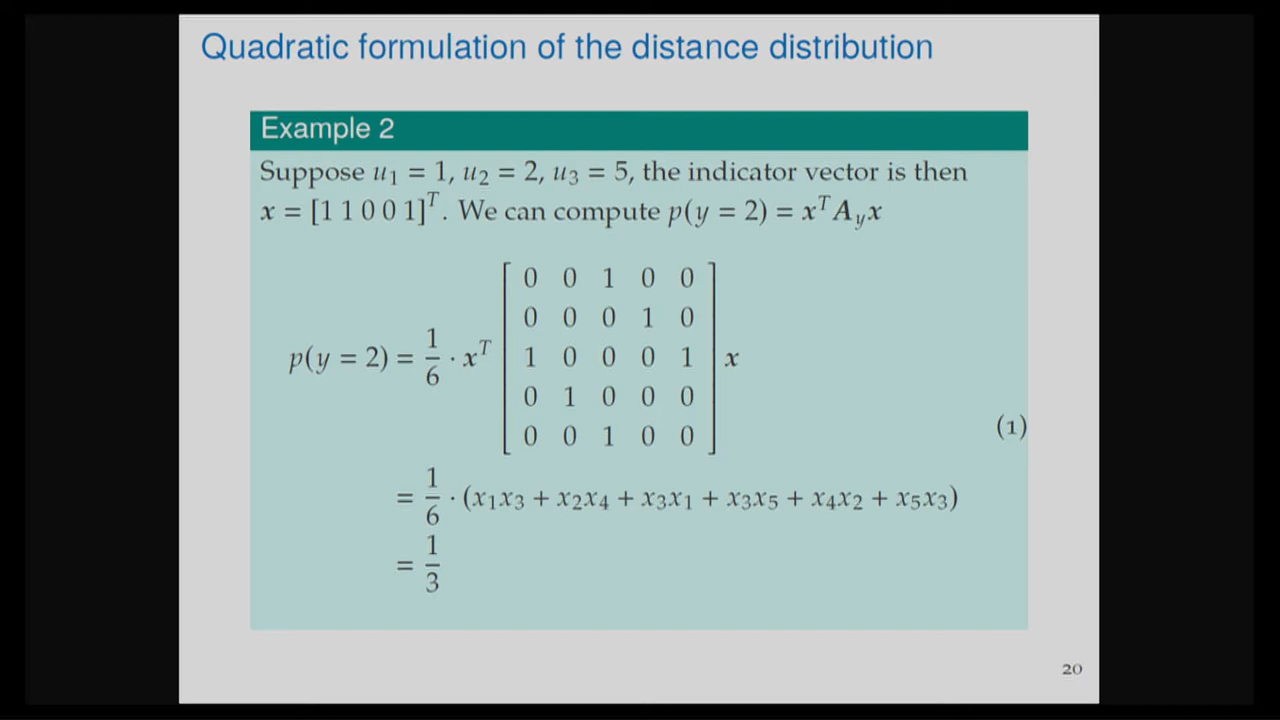 Quadratic formulation of the distance distribution
Example 2
Suppose u₁ = 1, u₂ = 2, u₃ = 5, the indicator vector is then
x = [1 1 0 0 1]ᵀ. We can compute p(y = 2) = xᵀA_yx
0 0 1 0 0
0 0 0 1 0
p(y = 2) = 1/6 · xᵀ [1 0 0 0 1] x
0 1 0 0 0
0 0 1 0 0
(1)
= 1/6 · (x₁x₃ + x₂x₄ + x₃x₁ + x₃x₅ + x₄x₂ + x₅x₃)
= 1/3
20